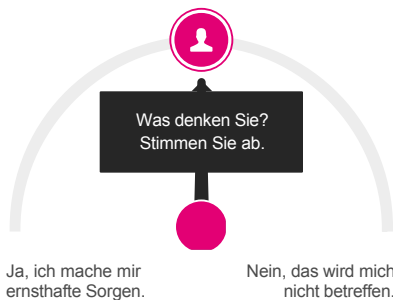 Was denken Sie?
Stimmen Sie ab.
Ja, ich mache mir
ernsthafte Sorgen.
Nein, das wird mich
nicht betreffen.